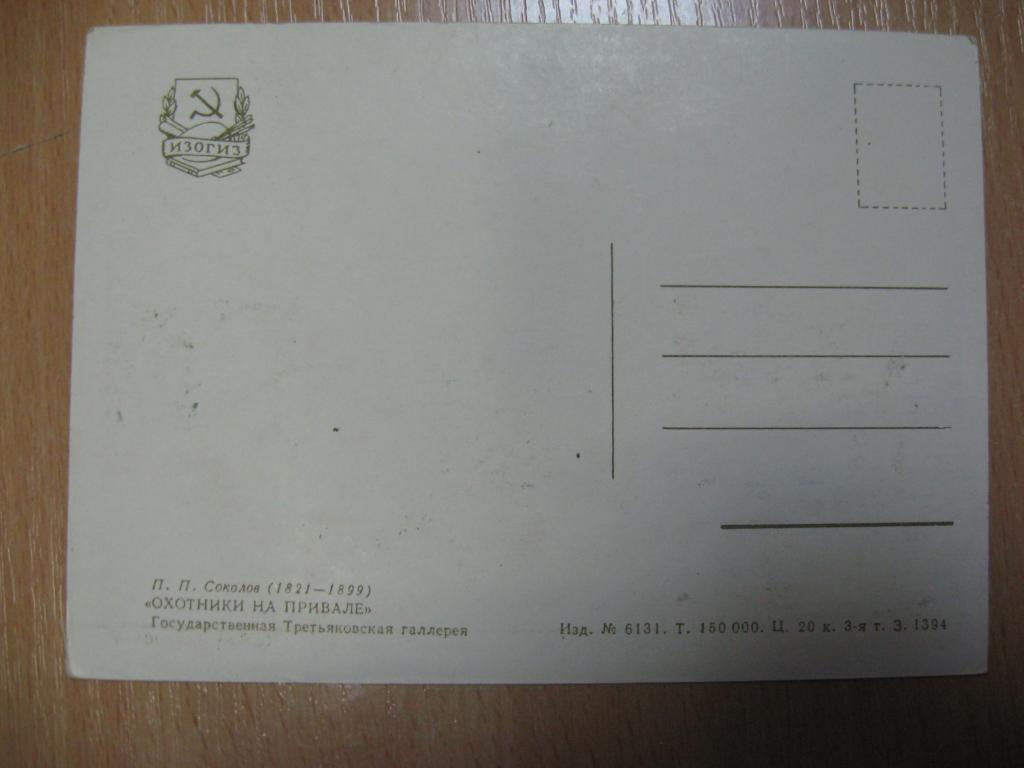 ИЗОГИЗ
П. П. Соколов (1821—1899)
«ОХОТНИКИ НА ПРИВАЛЕ»
Государственная Третьяковская галлерея
Изд. № 6131. Т. 150 000. Ц. 20 к. 3-я т. З. 1394